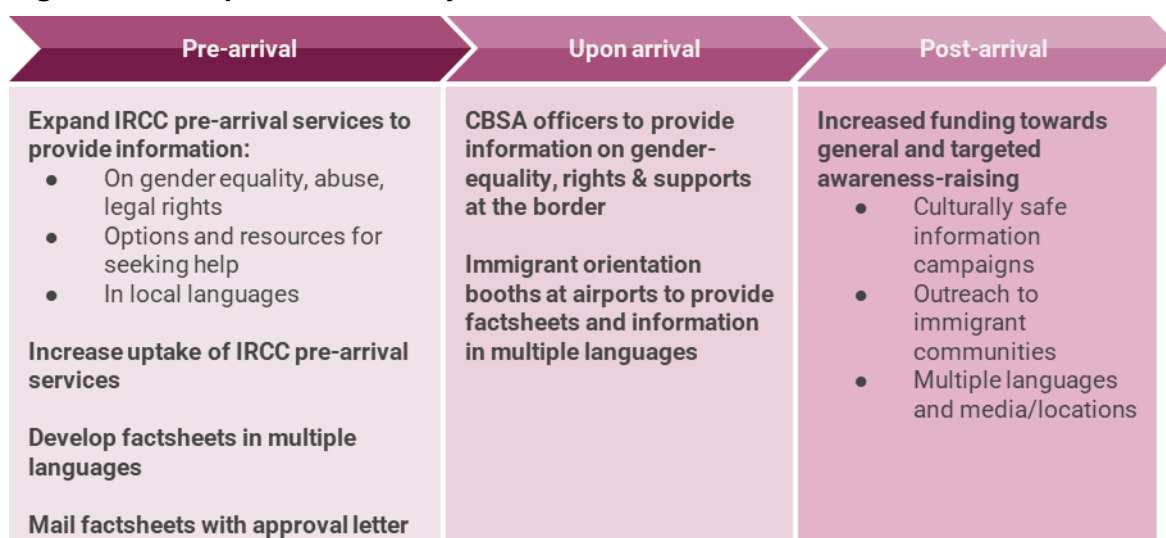 Pre-arrival
Upon arrival
Post-arrival
Expand IRCC pre-arrival services to
provide information:
● On gender equality, abuse,
legal rights
● Options and resources for
seeking help
● In local languages
Increase uptake of IRCC pre-arrival
services
Develop factsheets in multiple
languages
Mail factsheets with approval letter
CBSA officers to provide
information on gender-
equality, rights & supports
at the border
Immigrant orientation
booths at airports to provide
factsheets and information
in multiple languages
Increased funding towards
general and targeted
awareness-raising
● Culturally safe
information
campaigns
● Outreach to
immigrant
communities
● Multiple languages
and media/locations